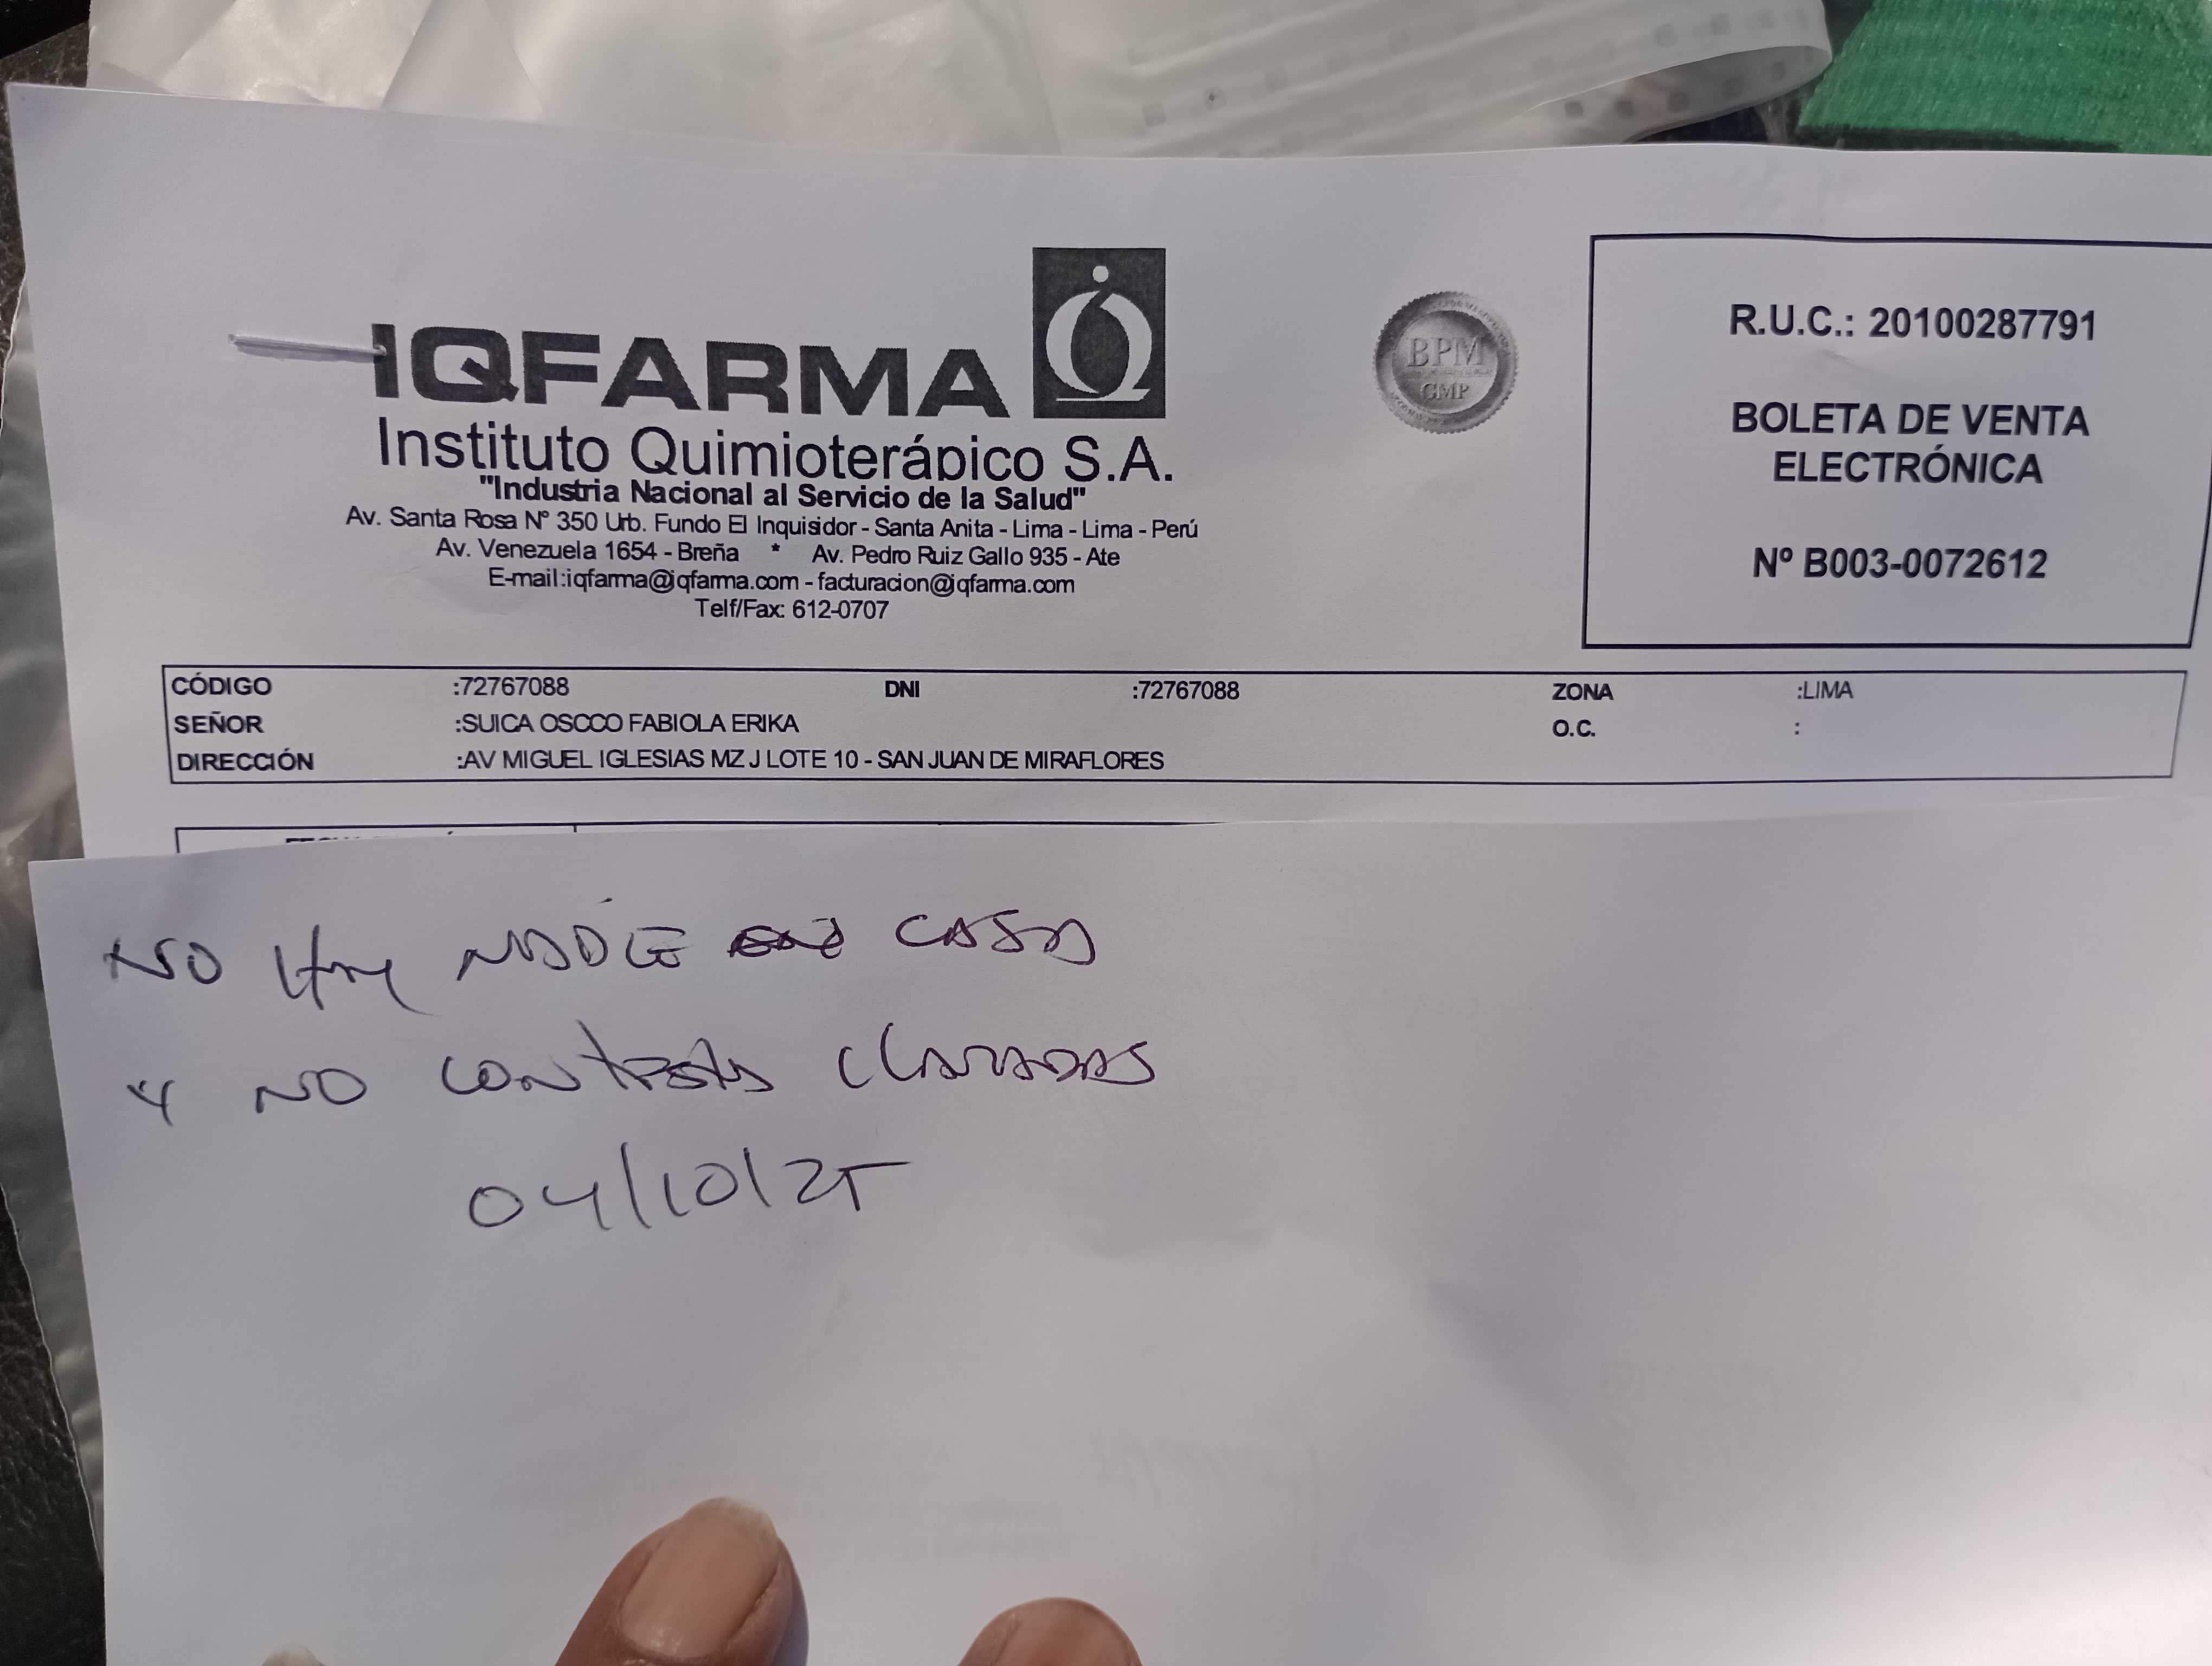 IQFARMA
Instituto Quimioterápico S.A.
"Industria Nacional al Servicio de la Salud"
Av. Santa Rosa Nº 350 Urb. Fundo El Inquisidor - Santa Anita - Lima - Lima - Perú
Av. Venezuela 1654 - Breña * Av. Pedro Ruiz Gallo 935 - Ate
E-mail:iqfarma@iqfarma.com - facturacion@iqfarma.com
Telf/Fax: 612-0707
BPM
GMP
R.U.C.: 20100287791
BOLETA DE VENTA
ELECTRÓNICA
Nº B003-0072612
CÓDIGO :72767088 DNI :72767088 ZONA :LIMA
SEÑOR :SUICA OSCCO FABIOLA ERIKA O.C. :
DIRECCIÓN :AV MIGUEL IGLESIAS MZ J LOTE 10 - SAN JUAN DE MIRAFLORES
NO Hay NADIE CASA
Y NO contesta llamadas
04/10/25